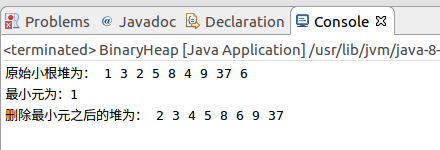 Problems @ Javadoc Declaration Console
<terminated> BinaryHeap [Java Application] /usr/lib/jvm/java-8-
原始小根堆为： 1 3 2 5 8 4 9 37 6
最小元为：1
删除最小元之后的堆为： 2 3 4 5 8 6 9 37